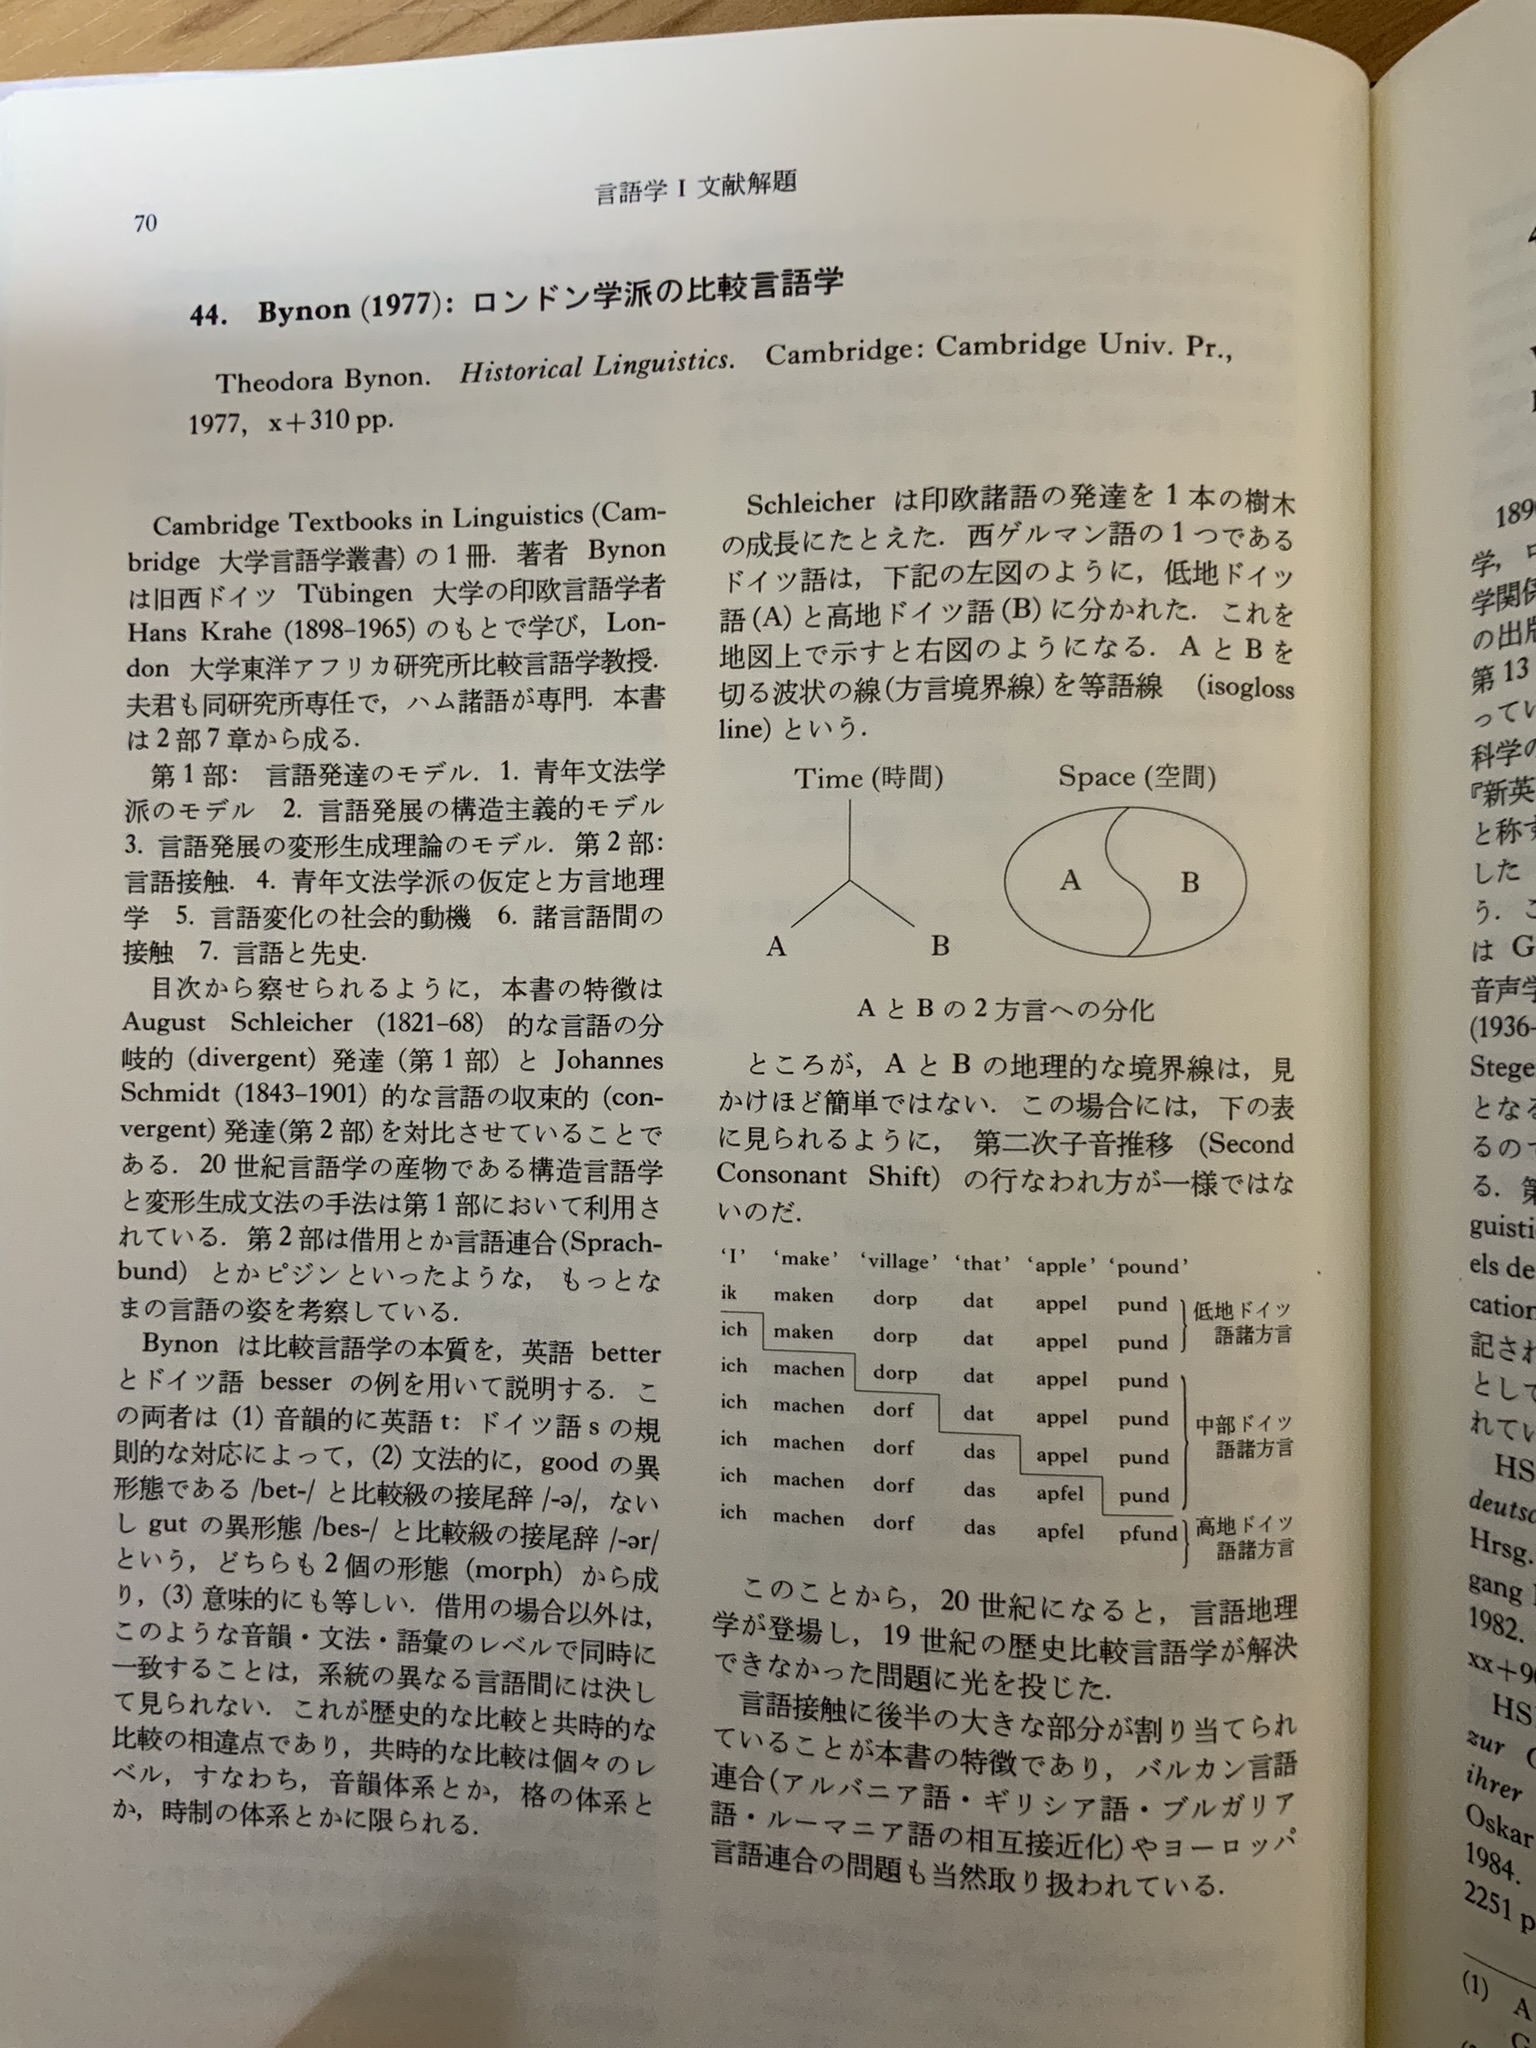 言語学 I 文献解題
70
44. Bynon (1977): ロンドン学派の比較言語学
Theodora Bynon. Historical Linguistics. Cambridge: Cambridge Univ. Pr.,
1977, x+310 pp.
Cambridge Textbooks in Linguistics (Cam-
bridge 大学言語学叢書) の 1 冊. 著者 Bynon
は旧西ドイツ Tübingen 大学の印欧言語学者
Hans Krahe (1898–1965) のもとで学び, Lon-
don 大学東洋アフリカ研究所比較言語学教授.
夫君も同研究所専任で, ハム諸語が専門. 本書
は 2 部 7 章から成る.
第 1 部: 言語発達のモデル. 1. 青年文法学
派のモデル 2. 言語発展の構造主義的モデル
3. 言語発展の変形生成理論のモデル. 第 2 部:
言語接触. 4. 青年文法学派の仮定と方言地理
学 5. 言語変化の社会的動機 6. 諸言語間の
接触 7. 言語と先史.
目次から察せられるように, 本書の特徴は
August Schleicher (1821–68) 的な言語の分
岐的 (divergent) 発達 (第 1 部) と Johannes
Schmidt (1843–1901) 的な言語の収束的 (con-
vergent) 発達(第 2 部) を対比させていることで
ある. 20 世紀言語学の産物である構造言語学
と変形生成文法の手法は第 1 部において利用さ
れている. 第 2 部は借用とか言語連合(Sprach-
bund) とかピジンといったような, もっとな
まの言語の姿を考察している.
Bynon は比較言語学の本質を, 英語 better
とドイツ語 besser の例を用いて説明する. こ
の両者は (1) 音韻的に英語 t: ドイツ語 s の規
則的な対応によって, (2) 文法的に, good の異
形態である /bet-/ と比較級の接尾辞 /-ə/, ない
し gut の異形態 /bes-/ と比較級の接尾辞 /-ər/
という, どちらも 2 個の形態 (morph) から成
り, (3) 意味的にも等しい. 借用の場合以外は,
このような音韻・文法・語彙のレベルで同時に
一致することは, 系統の異なる言語間には決し
て見られない. これが歴史的な比較と共時的な
比較の相違点であり, 共時的な比較は個々のレ
ベル, すなわち, 音韻体系とか, 格の体系と
か, 時制の体系とかに限られる.
Schleicher は印欧諸語の発達を 1 本の樹木
の成長にたとえた. 西ゲルマン語の 1 つである
ドイツ語は, 下記の左図のように, 低地ドイツ
語 (A) と高地ドイツ語 (B) に分かれた. これを
地図上で示すと右図のようになる. A と B を
切る波状の線 (方言境界線) を等語線 (isogloss
line) という.
Time (時間) Space (空間)
A B
A B
A と B の 2 方言への分化
ところが, A と B の地理的な境界線は, 見
かけほど簡単ではない. この場合には, 下の表
に見られるように, 第二次子音推移 (Second
Consonant Shift) の行なわれ方が一様ではな
いのだ.
‘I’ ‘make’ ‘village’ ‘that’ ‘apple’ ‘pound’
ik maken dorp dat appel pund 低地ドイツ
ich maken dorp dat appel pund 語諸方言
ich machen dorp dat appel pund
ich machen dorf dat appel pund 中部ドイツ
ich machen dorf das appel pund 語諸方言
ich machen dorf das apfel pund
ich machen dorf das apfel pfund 高地ドイツ
語諸方言
このことから, 20 世紀になると, 言語地理
学が登場し, 19 世紀の歴史比較言語学が解決
できなかった問題に光を投じた.
言語接触に後半の大きな部分が割り当てられ
ていることが本書の特徴であり, バルカン言語
連合 (アルバニア語・ギリシア語・ブルガリア
語・ルーマニア語の相互接近化) やヨーロッパ
言語連合の問題も当然取り扱われている.
学関係
の出版
第 13
ってい
科学の
『新英
と称す
した
う. こ
は G
音声学
(1936–
Stege
となる
るので
る. 第
guisti
els de
cation
記され
として
れてい
HS
deutsc
Hrsg.
gang
1982.
HS
zur
ihrer
Oskar
1984.
2251 p
(1) A